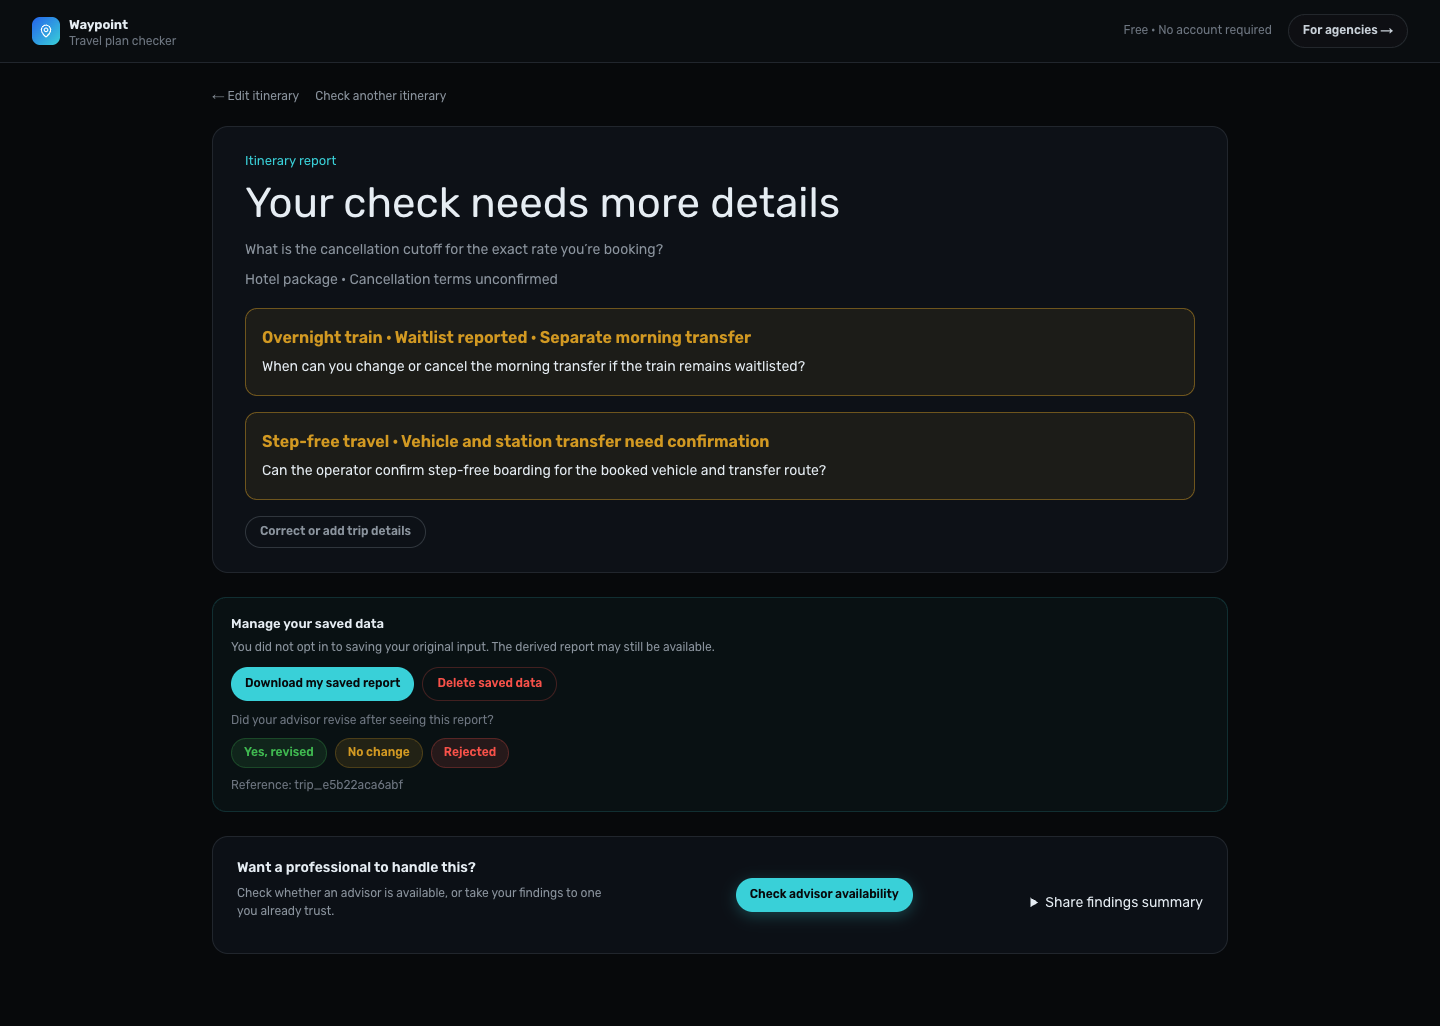 Waypoint
Travel plan checker
Free • No account required
For agencies →
← Edit itinerary
Check another itinerary
Itinerary report
Your check needs more details
What is the cancellation cutoff for the exact rate you're booking?
Hotel package • Cancellation terms unconfirmed
Overnight train • Waitlist reported • Separate morning transfer
When can you change or cancel the morning transfer if the train remains waitlisted?
Step-free travel • Vehicle and station transfer need confirmation
Can the operator confirm step-free boarding for the booked vehicle and transfer route?
Correct or add trip details
Manage your saved data
You did not opt in to saving your original input. The derived report may still be available.
Download my saved report
Delete saved data
Did your advisor revise after seeing this report?
Yes, revised
No change
Rejected
Reference: trip_e5b22aca6abf
Want a professional to handle this?
Check whether an advisor is available, or take your findings to one
you already trust.
Check advisor availability
▶ Share findings summary